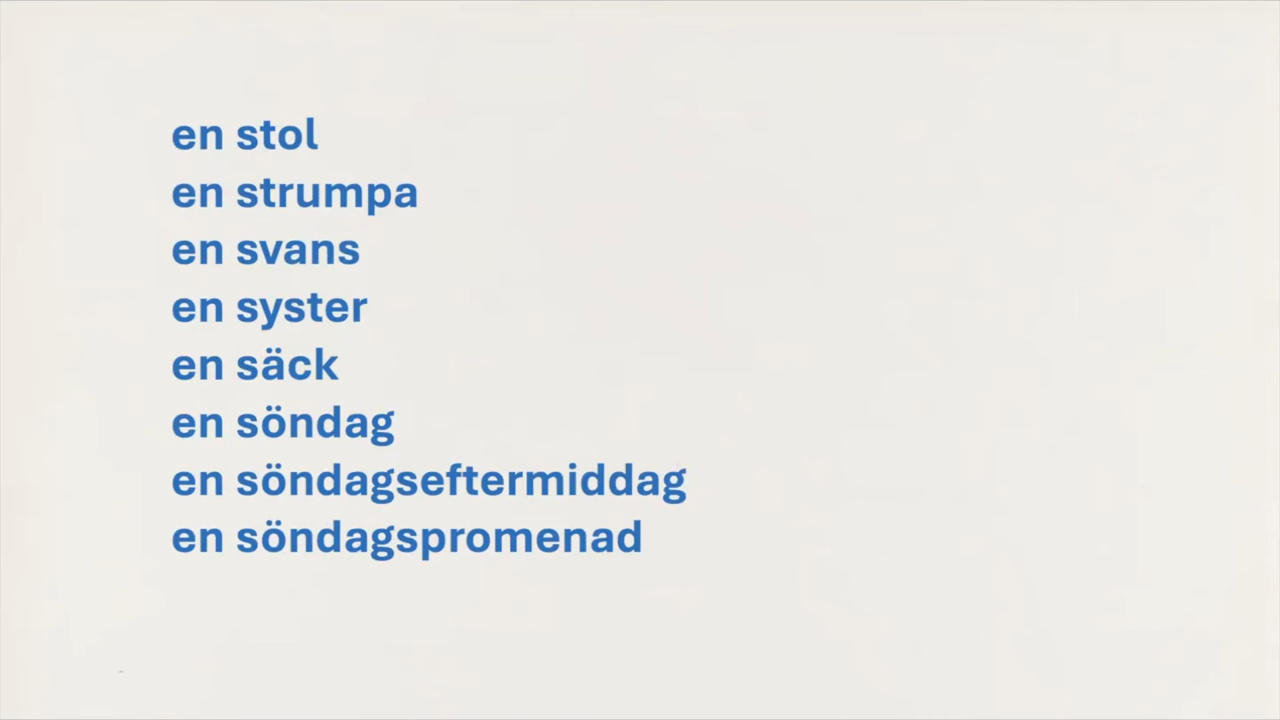 en stol
en strumpa
en svans
en syster
en säck
en söndag
en söndagseftermiddag
en söndagspromenad